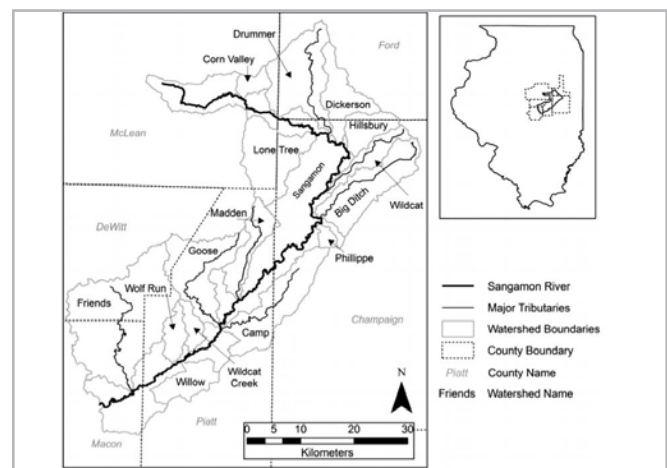 Drummer
Ford
Corn Valley
Dickerson
McLean
Hillsbury
Lone Tree
Sangamon
Wildcat
Big Ditch
Madden
DeWitt
Goose
Phillippe
Wolf Run
Friends
Champaign
Camp
Wildcat
Creek
Willow
Piatt
Macon
N
0 5 10 20 30
Kilometers
Sangamon River
Major Tributaries
Watershed Boundaries
County Boundary
Piatt County Name
Friends Watershed Name